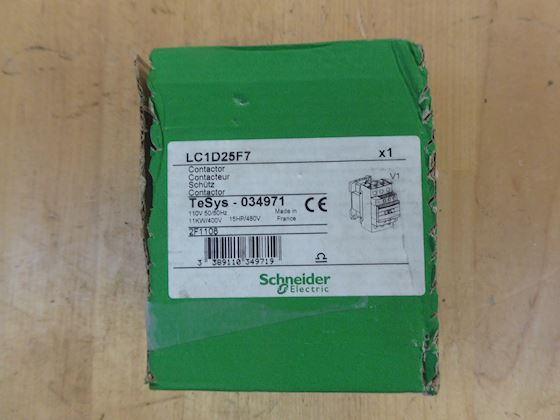 LC1D25F7 x1
Contactor
Contacteur
Schütz
Contactor
TeSys - 034971
110V 50/60Hz Made in
11KW/400V 15HP/480V France
2F1108
CE
V1
3 389110 349719
Schneider
Electric